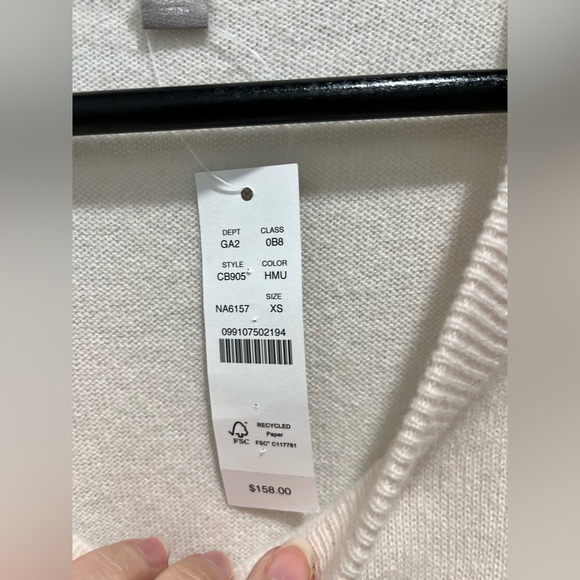 DEPT CLASS
GA2 0B8
STYLE COLOR
CB905 HMU
SIZE
NA6157 XS
099107502194
RECYCLED
Paper
FSC FSC® C117781
$158.00